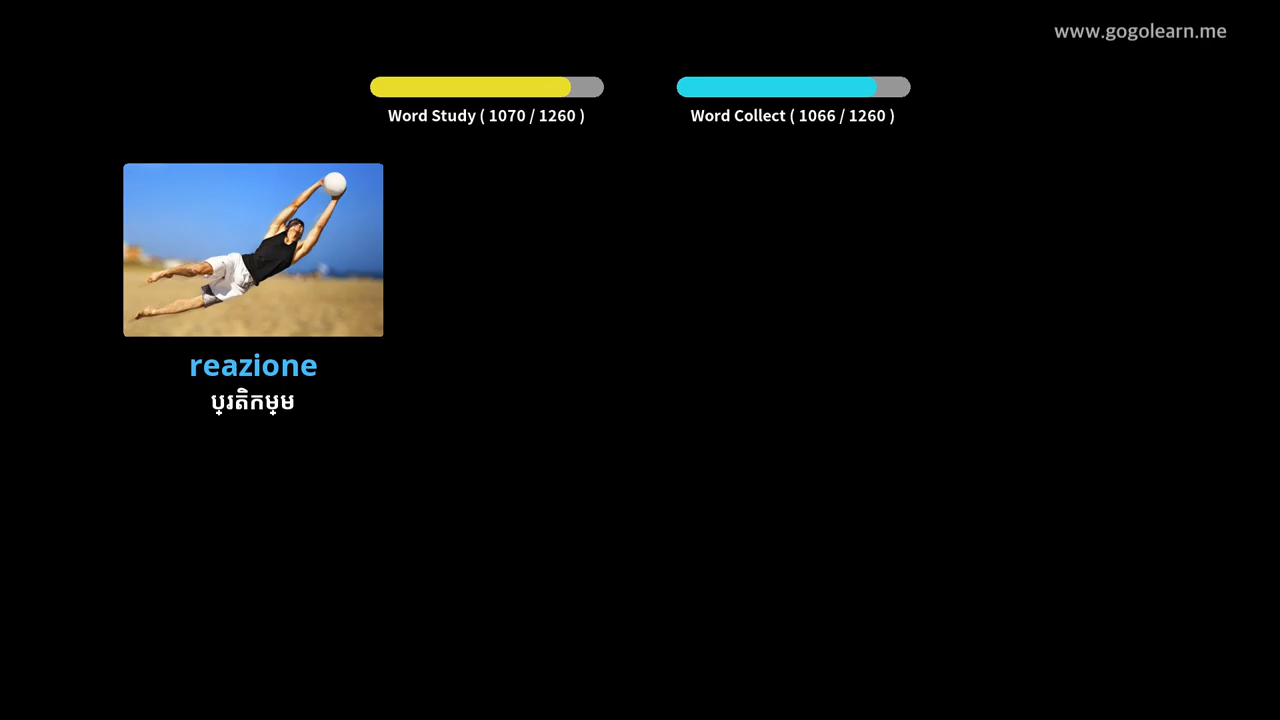 www.gogolearn.me
Word Study ( 1070 / 1260 )
Word Collect ( 1066 / 1260 )
reazione
ប្រតិកម្ម